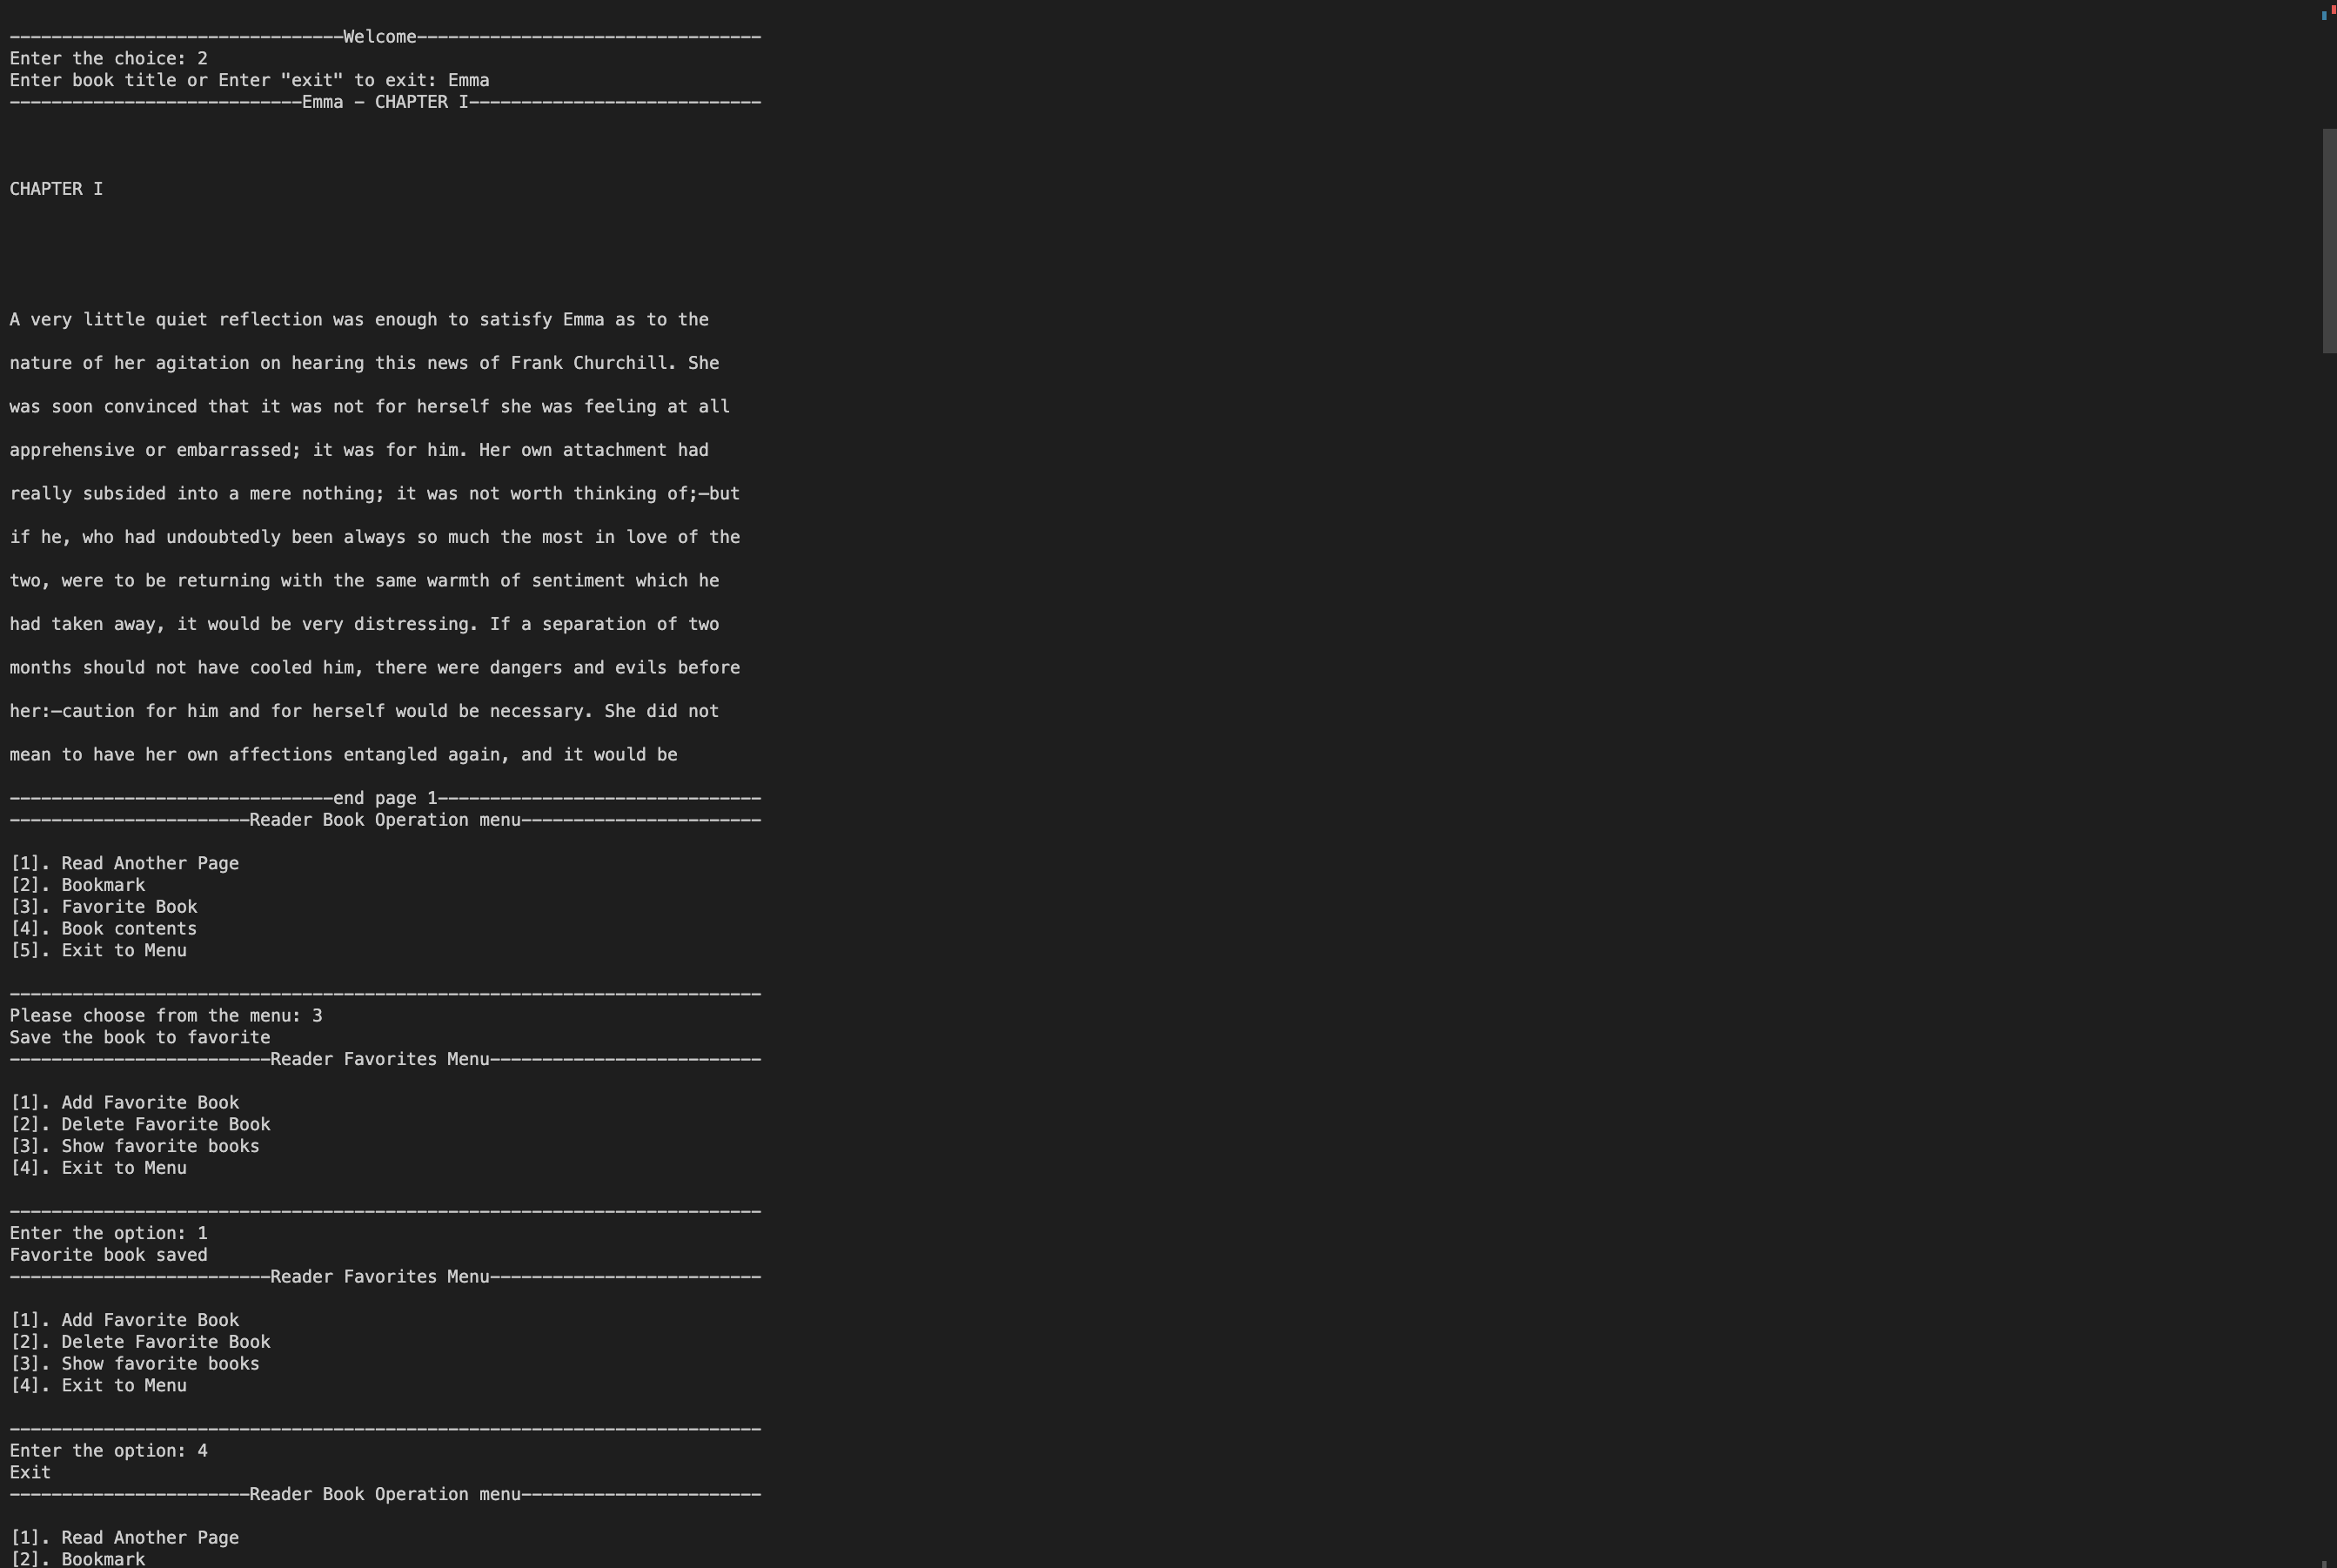 --------------------------------Welcome---------------------------------
Enter the choice: 2
Enter book title or Enter "exit" to exit: Emma
----------------------------Emma - CHAPTER I----------------------------
CHAPTER I
A very little quiet reflection was enough to satisfy Emma as to the
nature of her agitation on hearing this news of Frank Churchill. She
was soon convinced that it was not for herself she was feeling at all
apprehensive or embarrassed; it was for him. Her own attachment had
really subsided into a mere nothing; it was not worth thinking of;—but
if he, who had undoubtedly been always so much the most in love of the
two, were to be returning with the same warmth of sentiment which he
had taken away, it would be very distressing. If a separation of two
months should not have cooled him, there were dangers and evils before
her:—caution for him and for herself would be necessary. She did not
mean to have her own affections entangled again, and it would be
-------------------------------end page 1-------------------------------
-----------------------Reader Book Operation menu-----------------------
[1]. Read Another Page
[2]. Bookmark
[3]. Favorite Book
[4]. Book contents
[5]. Exit to Menu
------------------------------------------------------------------------
Please choose from the menu: 3
Save the book to favorite
-------------------------Reader Favorites Menu--------------------------
[1]. Add Favorite Book
[2]. Delete Favorite Book
[3]. Show favorite books
[4]. Exit to Menu
------------------------------------------------------------------------
Enter the option: 1
Favorite book saved
-------------------------Reader Favorites Menu--------------------------
[1]. Add Favorite Book
[2]. Delete Favorite Book
[3]. Show favorite books
[4]. Exit to Menu
------------------------------------------------------------------------
Enter the option: 4
Exit
-----------------------Reader Book Operation menu-----------------------
[1]. Read Another Page
[2]. Bookmark